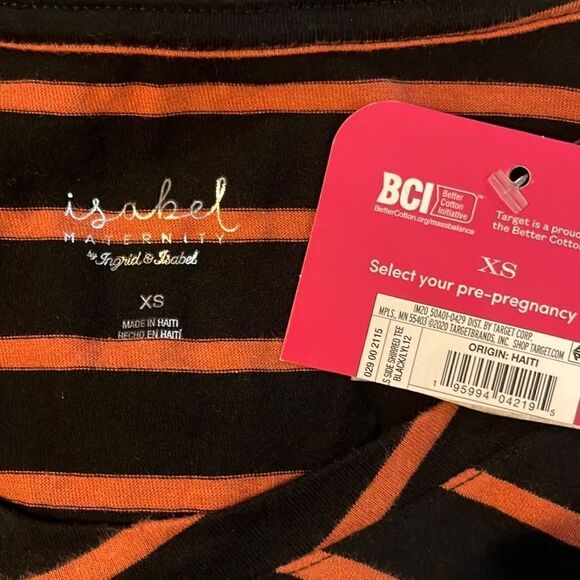 isabel
MATERNITY
by Ingrid & Isabel
XS
MADE IN HAITI
HECHO EN HAITÍ
BCI
Better
Cotton
Initiative
BetterCotton.org/massbalance
Target is a proud
the Better Cotton
XS
Select your pre-pregnancy
029 00 2115
IM20 50A01-0429 DIST. BY TARGET CORP.
MPLS, MN 55403 ©2020 TARGETBRANDS, INC. SHOP TARGET.COM
S SIDE SHIRRED TEE
BLACK/LYL12
ORIGIN: HAITI
1 95994 04219 5